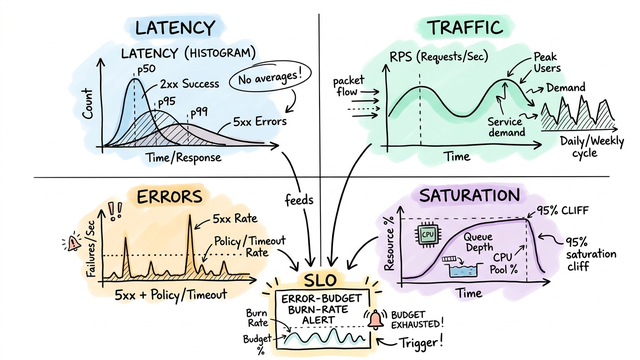 LATENCY
LATENCY (HISTOGRAM)
p50
2xx Success
p95
p99
5xx Errors
No averages!
Count
Time/Response
TRAFFIC
RPS (Requests/Sec)
Peak
Users
packet
flow
Demand
Service
demand
Time
Daily/Weekly
cycle
feeds
ERRORS
!!
5xx Rate
Policy/Timeout
Rate
Failures/Sec
5xx + Policy/Timeout
SATURATION
95% CLIFF
Resource %
CPU
Queue
Depth
CPU
Pool %
95%
saturation
cliff
Time
SLO
ERROR-BUDGET
BURN-RATE
ALERT
Burn
Rate
Budget
%
BUDGET
EXHAUSTED!
Trigger!